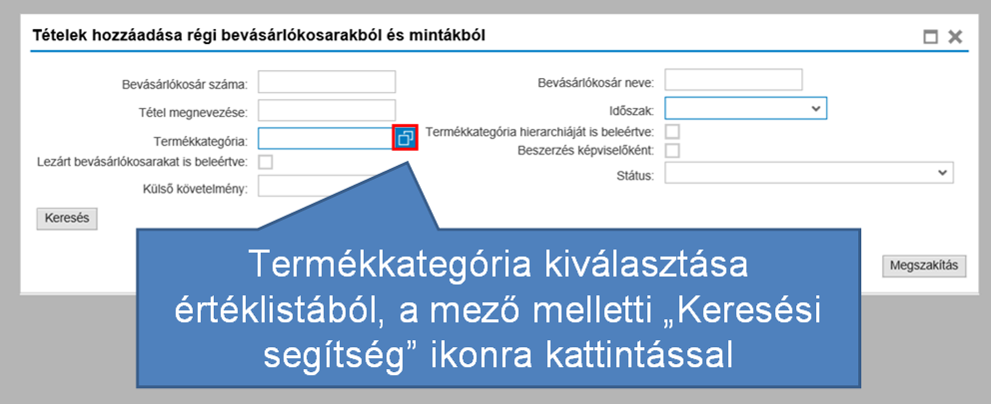 Tételek hozzáadása régi bevásárlókosarakból és mintákból
Bevásárlókosár száma:
Bevásárlókosár neve:
Tétel megnevezése:
Időszak:
Termékkategória:
Termékkategória hierarchiáját is beleértve:
Lezárt bevásárlókosarakat is beleértve:
Beszerzés képviselőként:
Külső követelmény:
Státus:
Keresés
Megszakítás
Termékkategória kiválasztása
értéklistából, a mező melletti „Keresési
segítség” ikonra kattintással